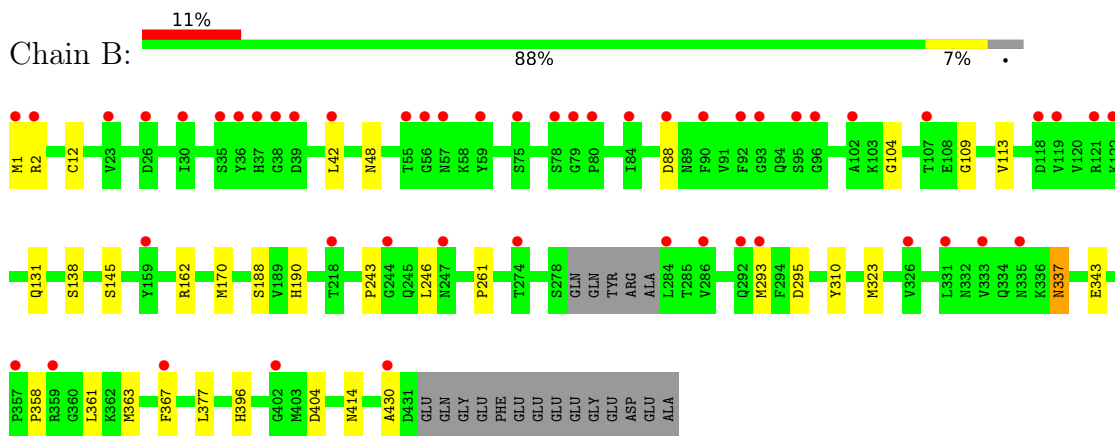 11%
Chain B:
88% 7% •
M1 R2 C12 V23 D26 I30 S35 Y36 H37 G38 D39 L42 N48 T55 G56 N57 K58 Y59 S75 S78 G79 P80 I84 D88 N89 F90 V91 F92 G93 Q94 S95 G96 A102 K103 G104 T107 E108 G109 V113 D118 V119 V120 R121 K122
Q131 S138 S145 Y159 R162 M170 S188 V189 H190 T218 P243 G244 Q245 L246 N247 P261 T274 S278 GLN GLN TYR ARG ALA L284 T285 V286 Q292 M293 F294 D295 Y310 M323 V326 L331 N332 V333 Q334 N335 K336 N337 E343
P357 P358 R359 G360 L361 K362 M363 F367 L377 H396 G402 M403 D404 N414 A430 D431 GLU GLN GLY GLU PHE GLU GLU GLU GLU GLY GLU ASP GLU ALA